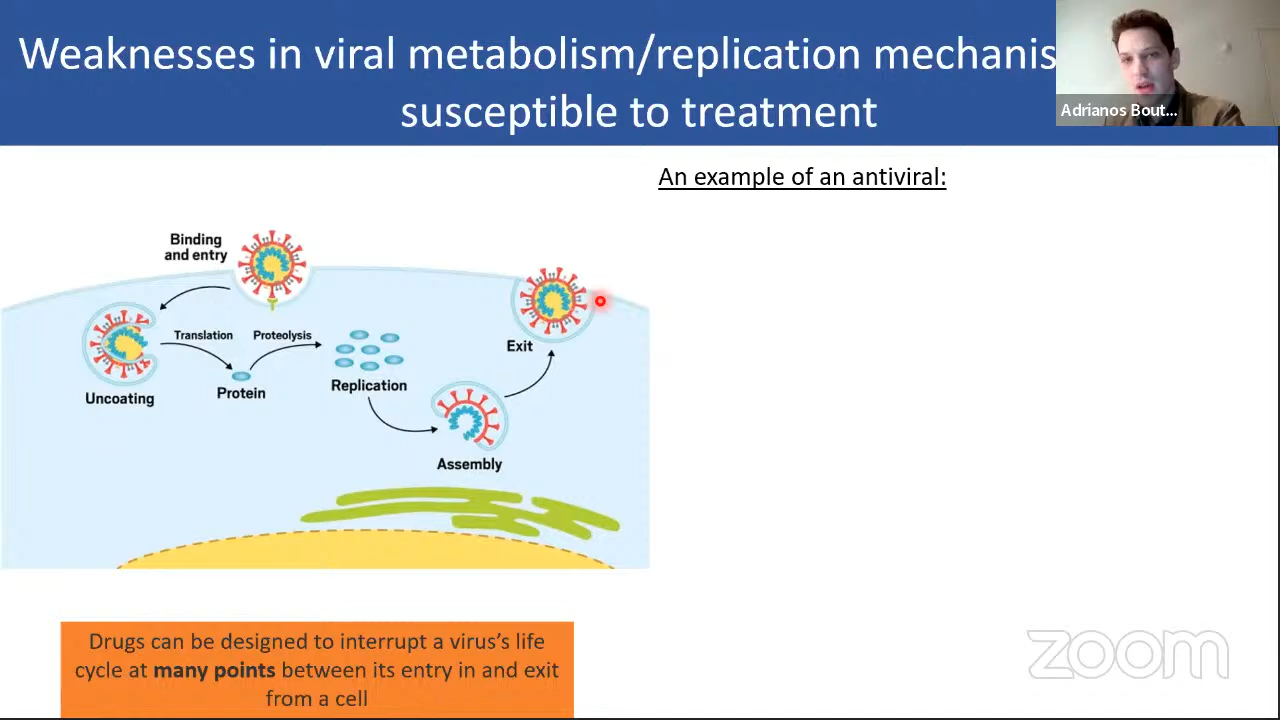 Weaknesses in viral metabolism/replication mechanis
susceptible to treatment
Adrianos Bout...
An example of an antiviral:
Binding
and entry
Translation
Proteolysis
Uncoating
Protein
Replication
Exit
Assembly
Drugs can be designed to interrupt a virus's life
cycle at many points between its entry in and exit
from a cell
zoom